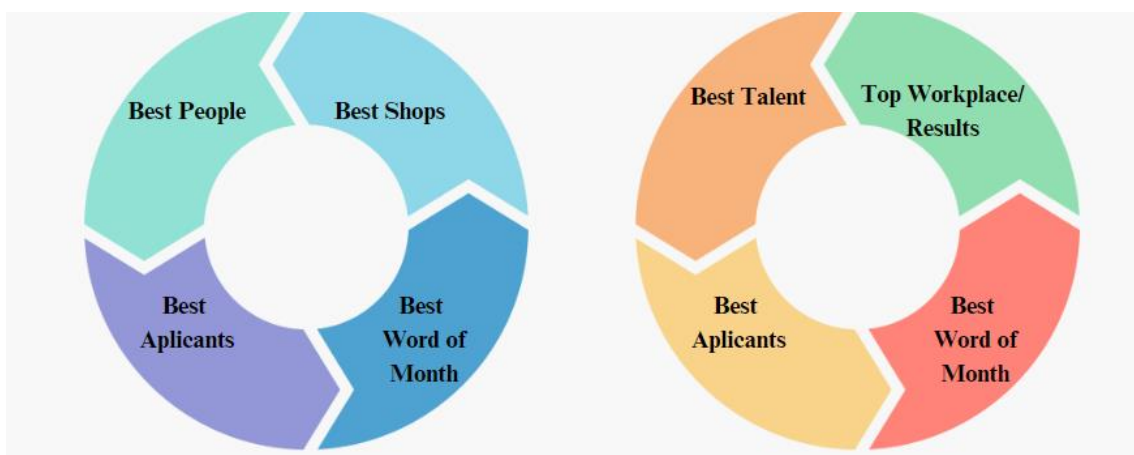 Best People
Best Shops
Best
Aplicants
Best
Word of
Month
Best Talent
Top Workplace/
Results
Best
Aplicants
Best
Word of
Month